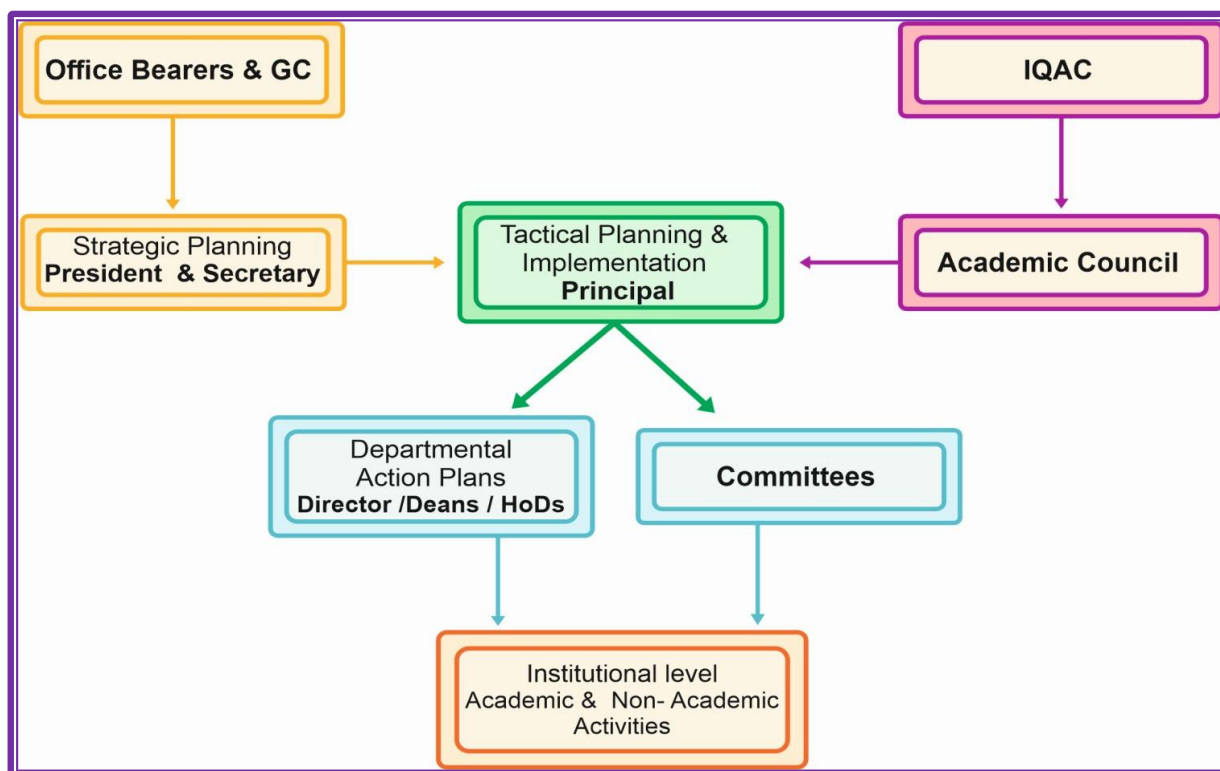 Office Bearers & GC
IQAC
Strategic Planning
President & Secretary
Tactical Planning &
Implementation
Principal
Academic Council
Departmental
Action Plans
Director /Deans / HoDs
Committees
Institutional level
Academic & Non- Academic
Activities